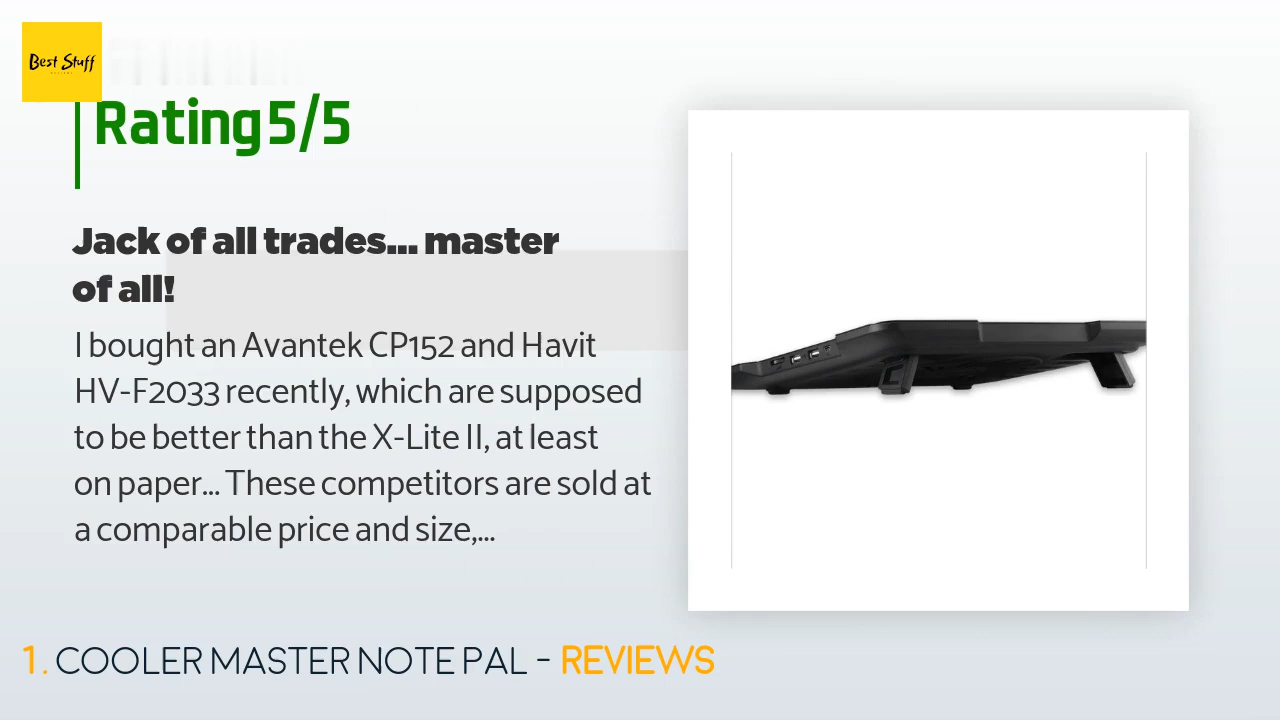 Best Stuff
Rating 5/5
Jack of all trades... master
of all!
I bought an Avantek CP152 and Havit
HV-F2033 recently, which are supposed
to be better than the X-Lite II, at least
on paper... These competitors are sold at
a comparable price and size,...
1. COOLER MASTER NOTE PAL - REVIEWS